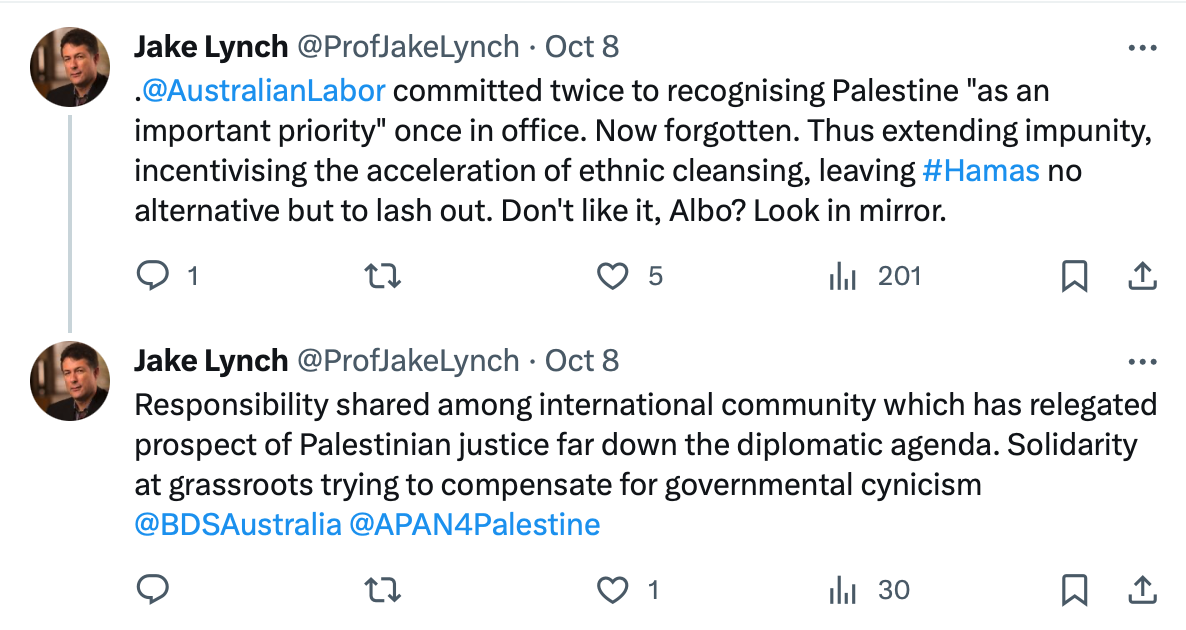 Jake Lynch @ProfJakeLynch · Oct 8
.@AustralianLabor committed twice to recognising Palestine "as an
important priority" once in office. Now forgotten. Thus extending impunity,
incentivising the acceleration of ethnic cleansing, leaving #Hamas no
alternative but to lash out. Don't like it, Albo? Look in mirror.
1 5 201
Jake Lynch @ProfJakeLynch · Oct 8
Responsibility shared among international community which has relegated
prospect of Palestinian justice far down the diplomatic agenda. Solidarity
at grassroots trying to compensate for governmental cynicism
@BDSAustralia @APAN4Palestine
1 30